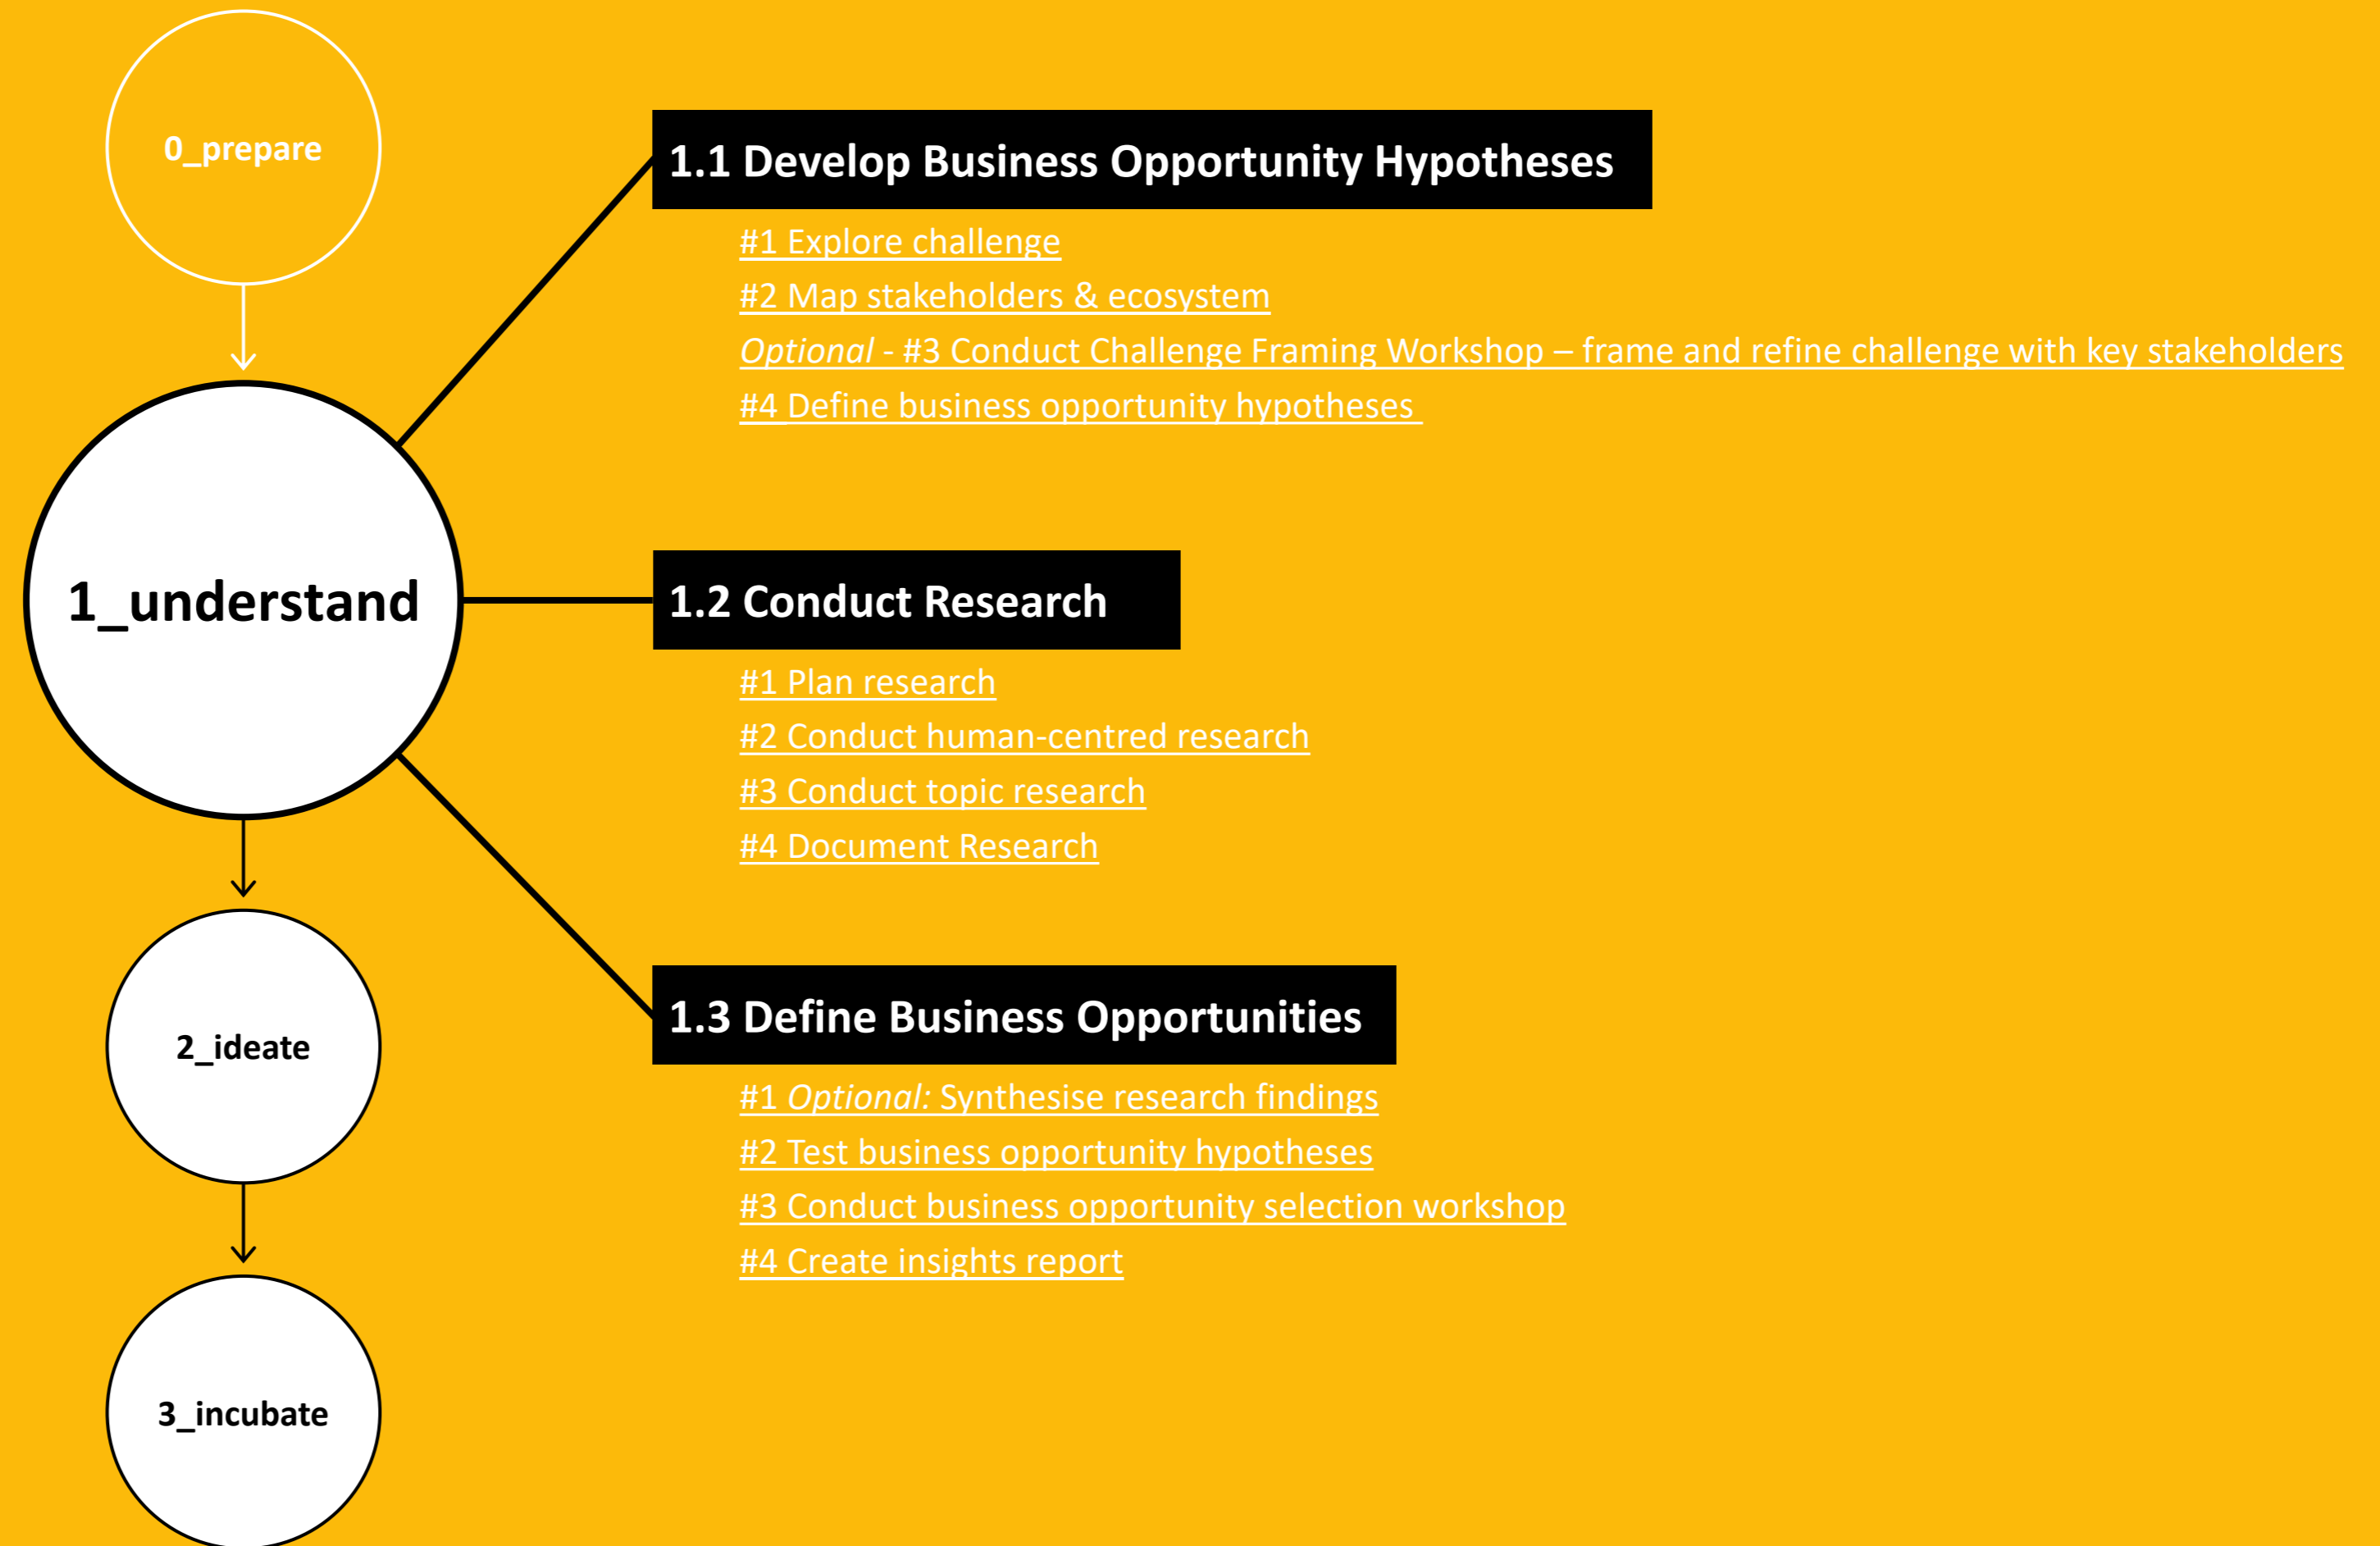 0_prepare
1.1 Develop Business Opportunity Hypotheses
#1 Explore challenge
#2 Map stakeholders & ecosystem
Optional - #3 Conduct Challenge Framing Workshop – frame and refine challenge with key stakeholders
#4 Define business opportunity hypotheses
1_understand
1.2 Conduct Research
#1 Plan research
#2 Conduct human-centred research
#3 Conduct topic research
#4 Document Research
2_ideate
1.3 Define Business Opportunities
#1 Optional: Synthesise research findings
#2 Test business opportunity hypotheses
#3 Conduct business opportunity selection workshop
#4 Create insights report
3_incubate